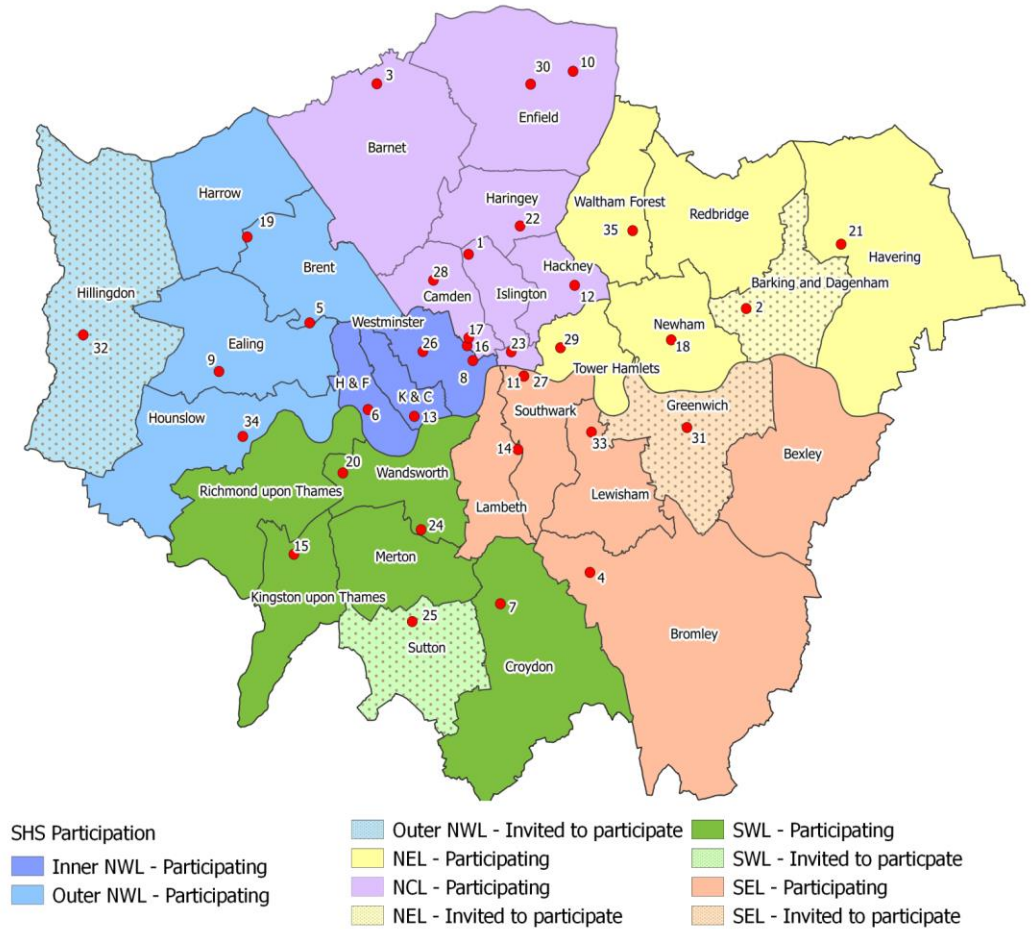 3
30
10
Enfield
Barnet
Harrow
Haringey
22
Waltham Forest
35
Redbridge
21
Havering
19
Brent
1
28
Camden
Islington
Hackney
12
Barking and Dagenham
2
Hillingdon
32
5
Ealing
9
Westminster
26
17
16
8
23
29
Tower Hamlets
Newham
18
H & F
K & C
6
13
11
27
Southwark
Greenwich
31
33
Hounslow
34
20
Richmond upon Thames
Wandsworth
14
Lambeth
Lewisham
Bexley
24
Merton
15
Kingston upon Thames
4
7
25
Sutton
Croydon
Bromley
SHS Participation
Inner NWL - Participating
Outer NWL - Participating
Outer NWL - Invited to participate
NEL - Participating
NCL - Participating
NEL - Invited to participate
SWL - Participating
SWL - Invited to particpate
SEL - Participating
SEL - Invited to participate